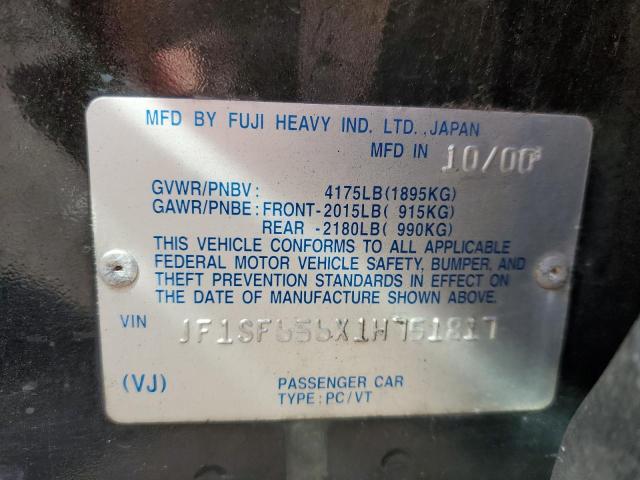 MFD BY FUJI HEAVY IND. LTD.,JAPAN
MFD IN 10/00
GVWR/PNBV: 4175LB(1895KG)
GAWR/PNBE: FRONT-2015LB( 915KG)
REAR -2180LB( 990KG)
THIS VEHICLE CONFORMS TO ALL APPLICABLE
FEDERAL MOTOR VEHICLE SAFETY, BUMPER, AND
THEFT PREVENTION STANDARDS IN EFFECT ON
THE DATE OF MANUFACTURE SHOWN ABOVE.
VIN JF1SF656X1H751817
(VJ) PASSENGER CAR
TYPE: PC/VT